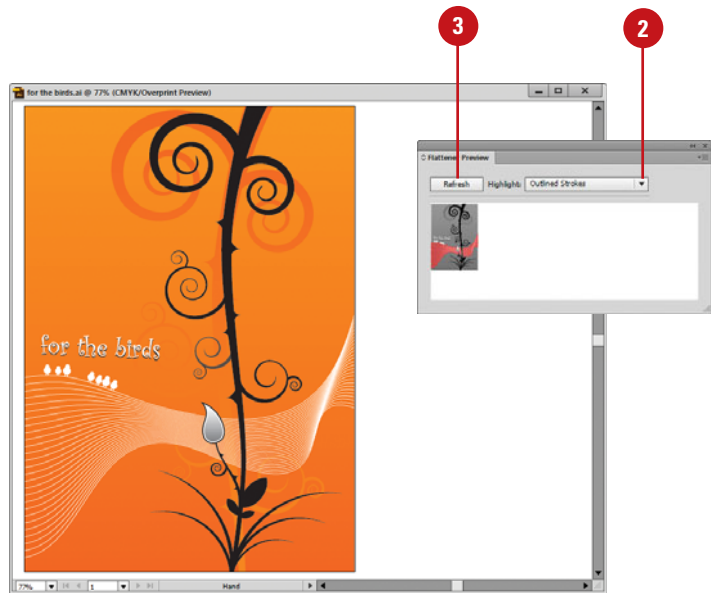 3
2
for the birds.ai @ 77% (CMYK/Overprint Preview)
Flattener Preview
Refresh
Highlight: Outlined Strokes
for the birds
77%
1
Hand